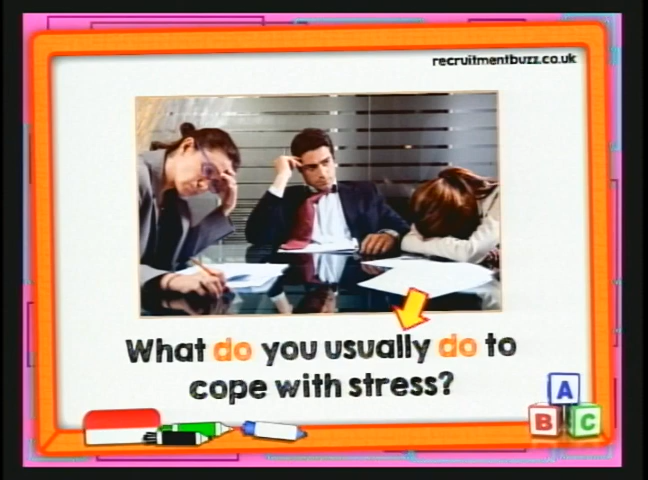 recruitmentbuzz.co.uk
What do you usually do to
cope with stress?
A
B C